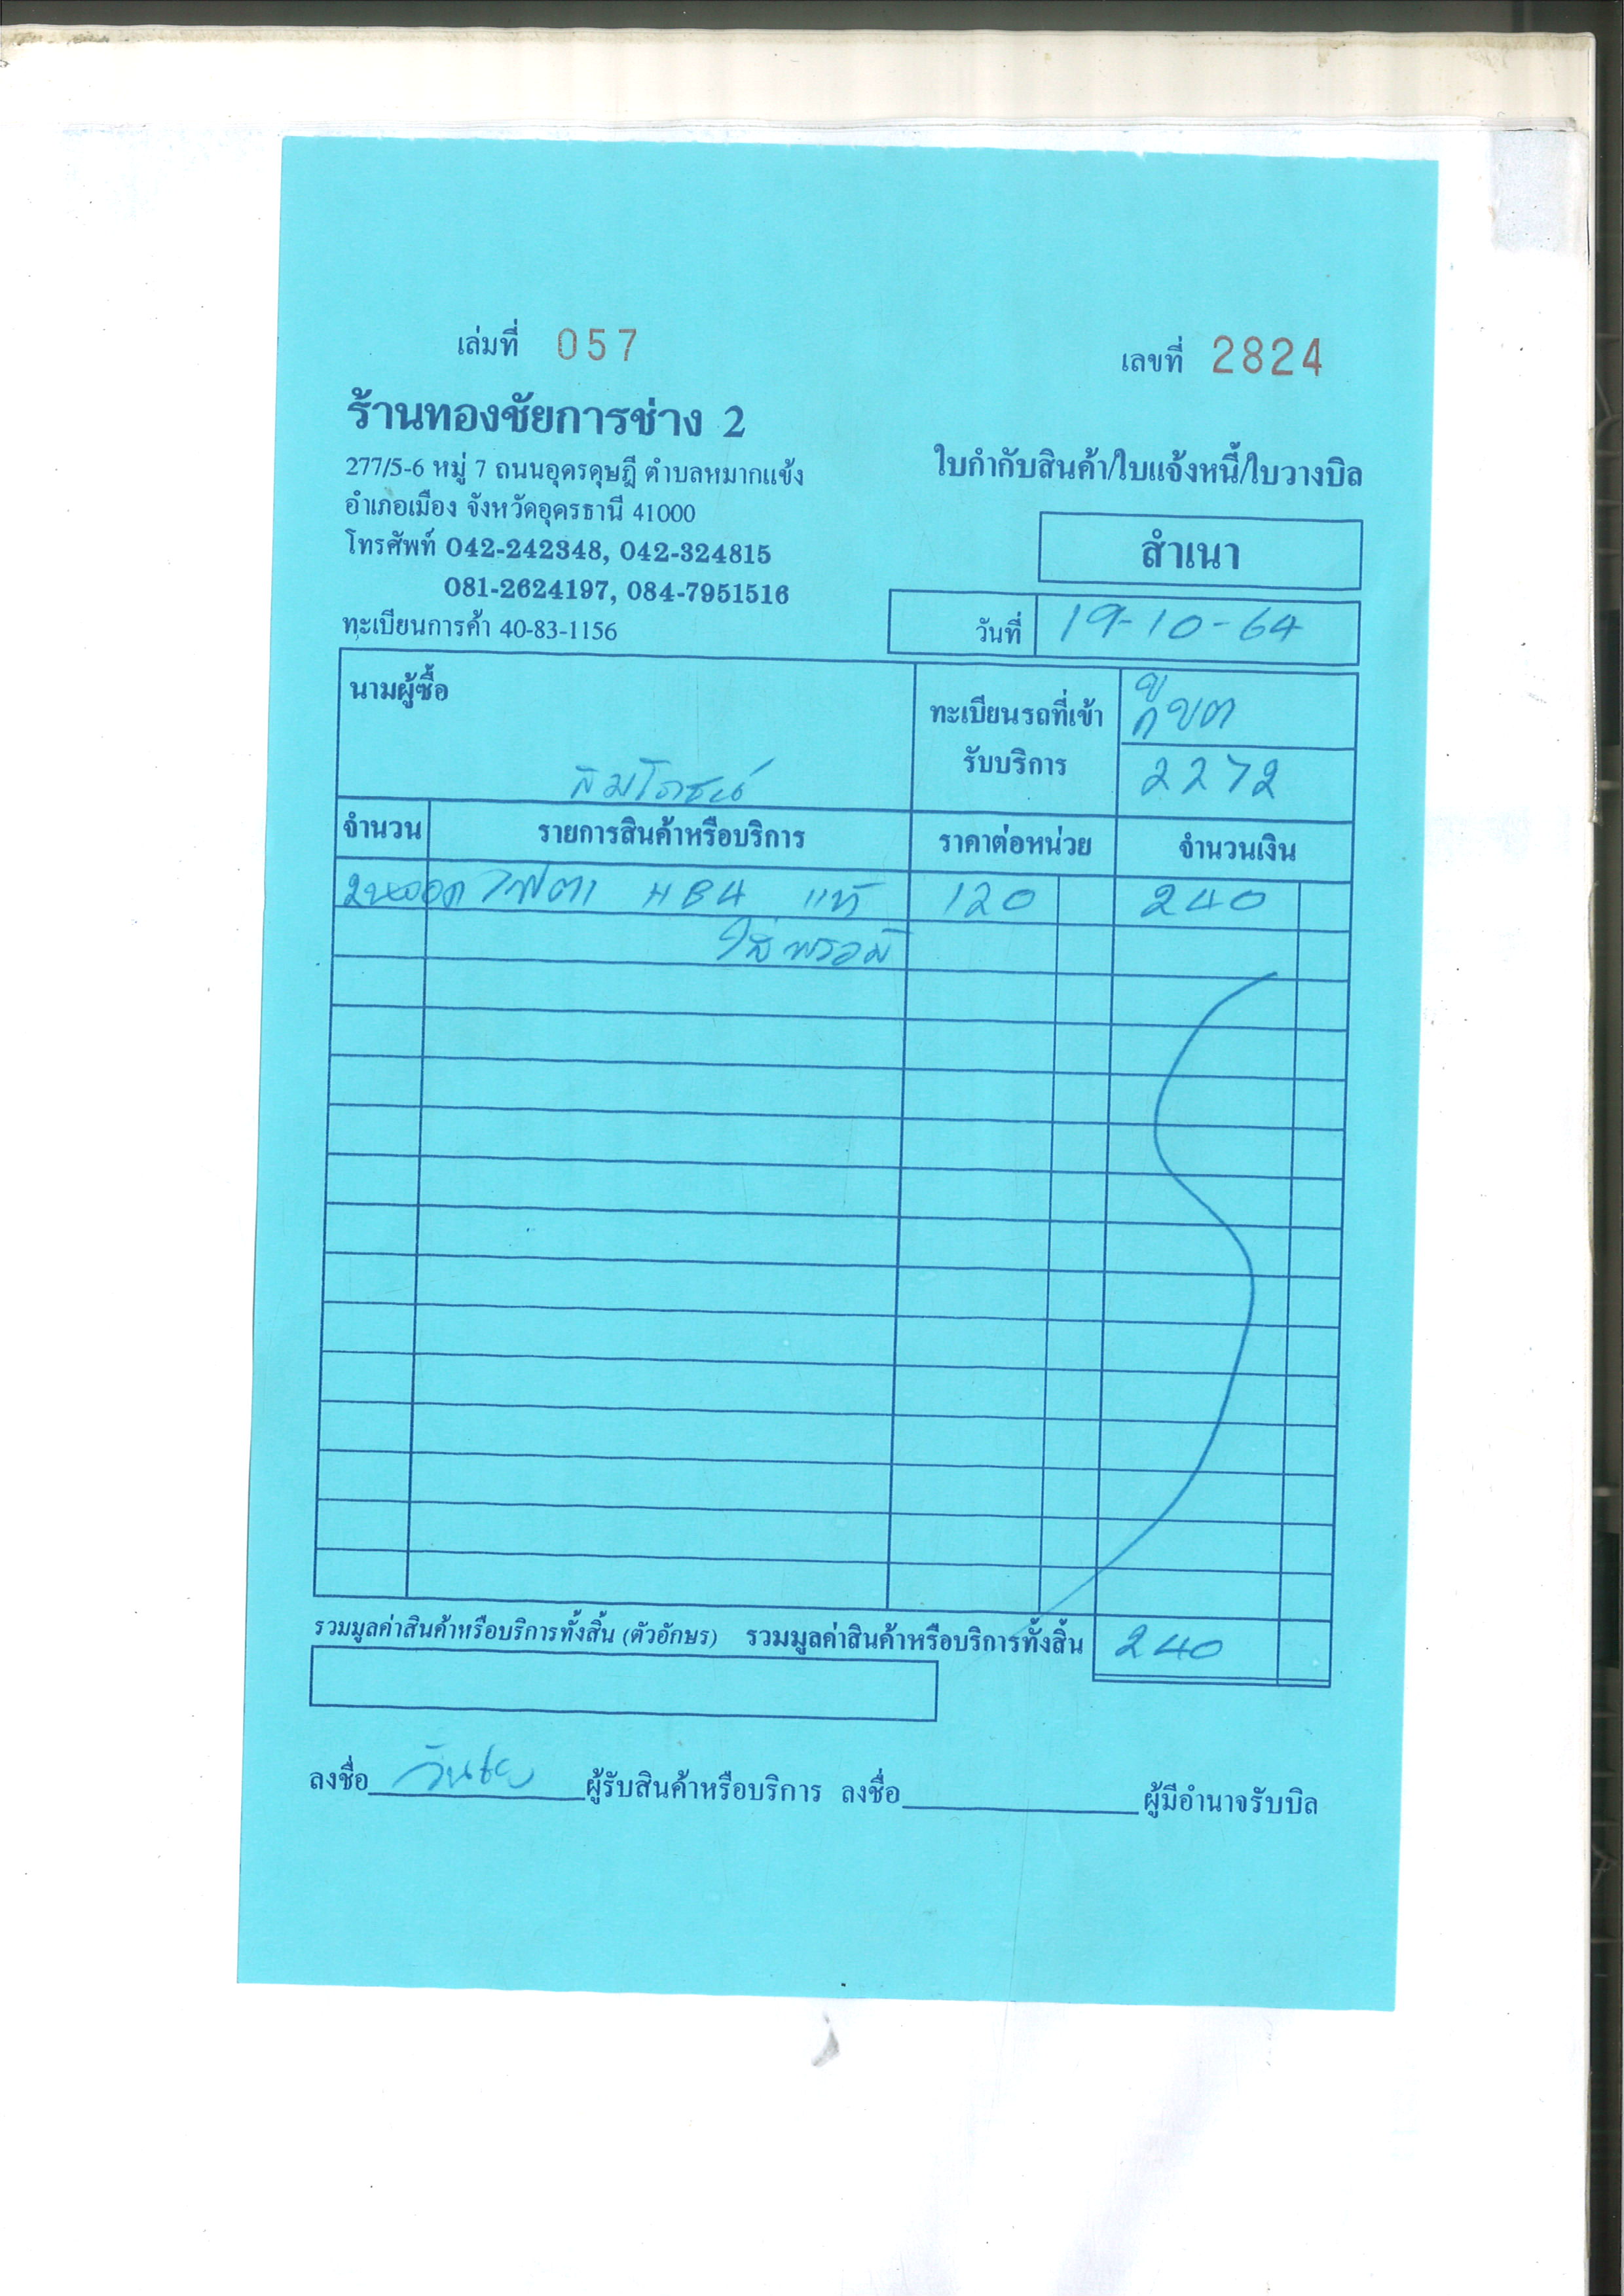 เล่มที่ 057
เลขที่ 2824
ร้านทองชัยการช่าง 2
277/5-6 หมู่ 7 ถนนอุดรดุษฎี ตำบลหมากแข้ง
อำเภอเมือง จังหวัดอุดรธานี 41000
โทรศัพท์ 042-242348, 042-324815
081-2624197, 084-7951516
ทะเบียนการค้า 40-83-1156
ใบกำกับสินค้า/ใบแจ้งหนี้/ใบวางบิล
สำเนา
วันที่ 19-10-64
นามผู้ซื้อ
ทะเบียนรถที่เข้า
รับบริการ
2272
จำนวน รายการสินค้าหรือบริการ ราคาต่อหน่วย จำนวนเงิน
2หลอด ไฟตา HB4 แท้ 120 240
ใส่พร้อม
รวมมูลค่าสินค้าหรือบริการทั้งสิ้น (ตัวอักษร) รวมมูลค่าสินค้าหรือบริการทั้งสิ้น 240
ลงชื่อ วันชัย ผู้รับสินค้าหรือบริการ ลงชื่อ ผู้มีอำนาจรับบิล